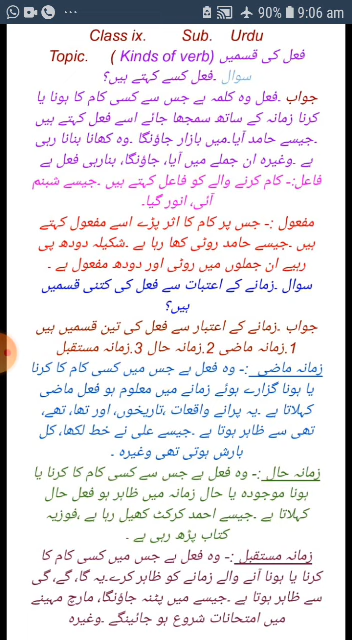 90% 9:06 am
Class ix. Sub. Urdu
Topic. ( Kinds of verb) فعل کی قسمیں
سوال ۔فعل کسے کہتے ہیں؟
جواب ۔فعل وہ کلمہ ہے جس سے کسی کام کا ہونا یا
کرنا زمانہ کے ساتھ سمجھا جائے اسے فعل کہتے ہیں
۔جیسے حامد آیا۔میں بازار جاؤنگا ۔وہ کھانا بنانا رہی
ہے ۔وغیرہ ان جملے میں آیا، جاؤنگا، بنارہی فعل ہے
فاعل:- کام کرنے والے کو فاعل کہتے ہیں ۔جیسے شبنم
آئی، انور گیا۔
مفعول :- جس پر کام کا اثر پڑے اسے مفعول کہتے
ہیں ۔جیسے حامد روٹی کھا رہا ہے ۔شکیلہ دودھ پی
رہیے ان جملوں میں روٹی اور دودھ مفعول ہے ۔
سوال ۔زمانے کے اعتبات سے فعل کی کتنی قسمیں
ہیں؟
جواب ۔زمانے کے اعتبار سے فعل کی تین قسمیں ہیں
1.زمانہ ماضی 2.زمانہ حال 3.زمانہ مستقبل
زمانہ ماضی :- وہ فعل ہے جس میں کسی کام کا کرنا
یا ہونا گزارے ہوئے زمانے میں معلوم ہو فعل ماضی
کہلاتا ہے ۔یہ پرانے واقعات ،تاریخوں، اور تھا، تھے،
تھی سے ظاہر ہوتا ہے ۔جیسے علی نے خط لکھا، کل
بارش ہوتی تھی وغیرہ ۔
زمانہ حال :- وہ فعل ہے جس سے کسی کام کا کرنا یا
ہونا موجودہ یا حال زمانہ میں ظاہر ہو فعل حال
کہلاتا ہے ۔جیسے احمد کرکٹ کھیل رہا ہے ،فوزیہ
کتاب پڑھ رہی ہے ۔
زمانہ مستقبل :- وہ فعل ہے جس میں کسی کام کا
کرنا یا ہونا آنے والے زمانے کو ظاہر کرے۔یہ گا، گے، گی
سے ظاہر ہوتا ہے ۔جیسے میں پٹنہ جاؤنگا، مارچ مہینے
میں امتحانات شروع ہو جائینگے ۔وغیرہ